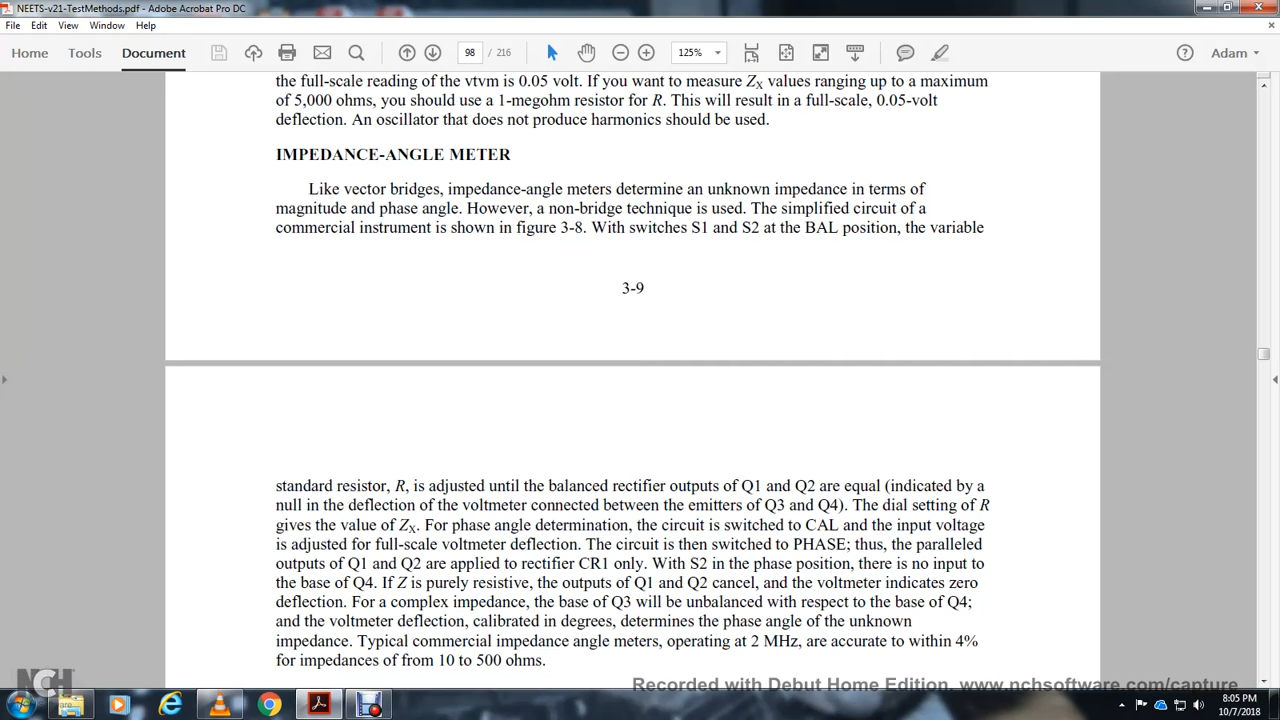 NEETS-v21-TestMethods.pdf - Adobe Acrobat Pro DC
File Edit View Window Help
Home Tools Document 98 / 216 125% Adam
the full-scale reading of the vtvm is 0.05 volt. If you want to measure ZX values ranging up to a maximum
of 5,000 ohms, you should use a 1-megohm resistor for R. This will result in a full-scale, 0.05-volt
deflection. An oscillator that does not produce harmonics should be used.
IMPEDANCE-ANGLE METER
Like vector bridges, impedance-angle meters determine an unknown impedance in terms of
magnitude and phase angle. However, a non-bridge technique is used. The simplified circuit of a
commercial instrument is shown in figure 3-8. With switches S1 and S2 at the BAL position, the variable
3-9
standard resistor, R, is adjusted until the balanced rectifier outputs of Q1 and Q2 are equal (indicated by a
null in the deflection of the voltmeter connected between the emitters of Q3 and Q4). The dial setting of R
gives the value of ZX. For phase angle determination, the circuit is switched to CAL and the input voltage
is adjusted for full-scale voltmeter deflection. The circuit is then switched to PHASE; thus, the paralleled
outputs of Q1 and Q2 are applied to rectifier CR1 only. With S2 in the phase position, there is no input to
the base of Q4. If Z is purely resistive, the outputs of Q1 and Q2 cancel, and the voltmeter indicates zero
deflection. For a complex impedance, the base of Q3 will be unbalanced with respect to the base of Q4;
and the voltmeter deflection, calibrated in degrees, determines the phase angle of the unknown
impedance. Typical commercial impedance angle meters, operating at 2 MHz, are accurate to within 4%
for impedances of from 10 to 500 ohms.
NCH
Recorded with Debut Home Edition. www.nchsoftware.com/capture
8:05 PM
10/7/2018